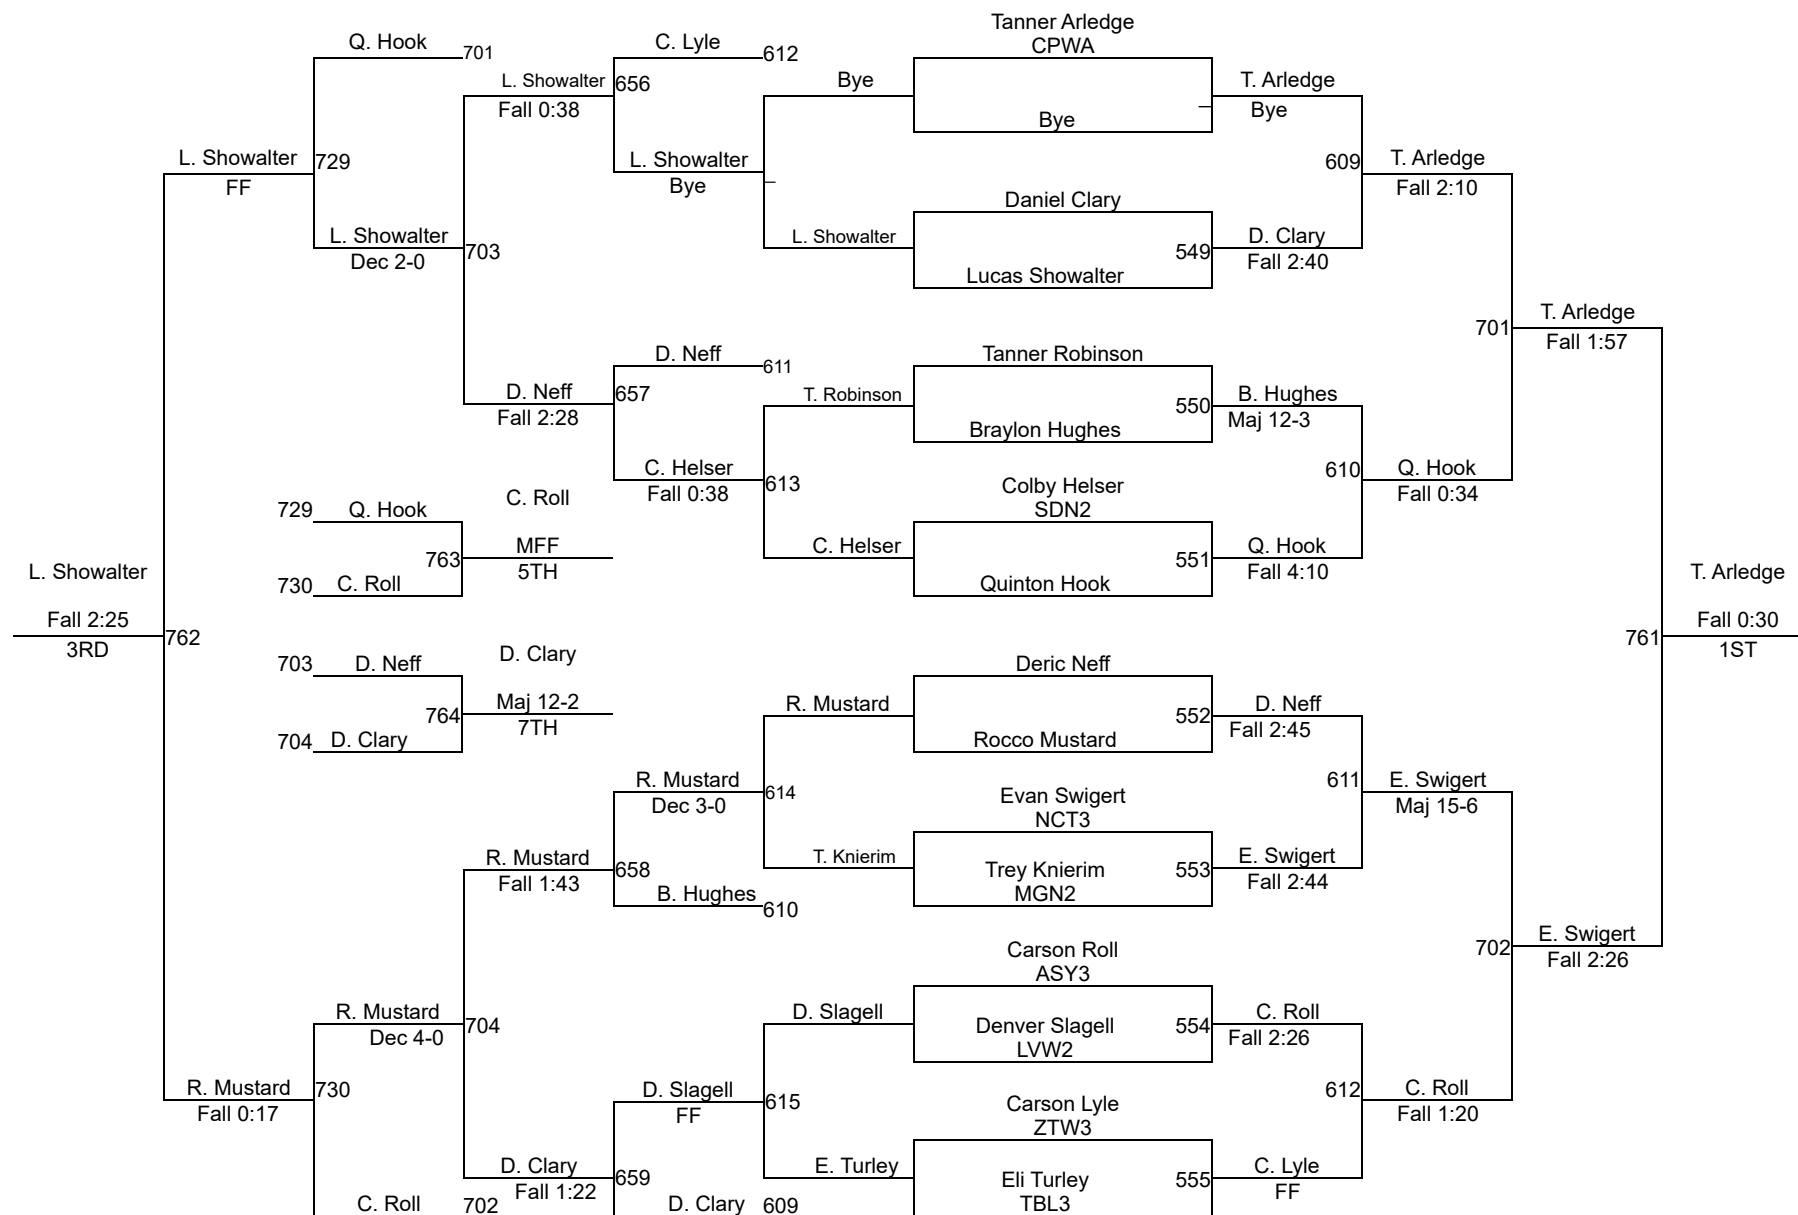 Tanner Arledge
Q. Hook
701
C. Lyle
612
CPWA
L. Showalter
656
Bye
T. Arledge
Fall 0:38
Bye
Bye
L. Showalter
729
L. Showalter
609
T. Arledge
FF
Bye
Fall 2:10
Daniel Clary
L. Showalter
703
L. Showalter
549
D. Clary
Dec 2-0
Fall 2:40
Lucas Showalter
701
T. Arledge
Fall 1:57
D. Neff
611
Tanner Robinson
D. Neff
657
T. Robinson
550
B. Hughes
Fall 2:28
Maj 12-3
Braylon Hughes
C. Helser
613
610
Q. Hook
Fall 0:38
Fall 0:34
C. Roll
Colby Helser
729
Q. Hook
SDN2
763
MFF
C. Helser
551
Q. Hook
5TH
Fall 4:10
L. Showalter
T. Arledge
730
C. Roll
Quinton Hook
Fall 2:25
Fall 0:30
762
761
3RD
1ST
703
D. Neff
D. Clary
Deric Neff
764
Maj 12-2
R. Mustard
552
D. Neff
7TH
Fall 2:45
704
D. Clary
Rocco Mustard
R. Mustard
614
611
E. Swigert
Dec 3-0
Maj 15-6
Evan Swigert
NCT3
R. Mustard
658
T. Knierim
Trey Knierim
553
E. Swigert
Fall 1:43
Fall 2:44
B. Hughes
610
MGN2
702
E. Swigert
Fall 2:26
Carson Roll
ASY3
R. Mustard
704
D. Slagell
Denver Slagell
554
C. Roll
Dec 4-0
LVW2
Fall 2:26
R. Mustard
730
D. Slagell
615
612
C. Roll
Fall 0:17
FF
Fall 1:20
Carson Lyle
ZTW3
D. Clary
659
E. Turley
Eli Turley
555
C. Lyle
Fall 1:22
FF
C. Roll
702
D. Clary
609
TBL3